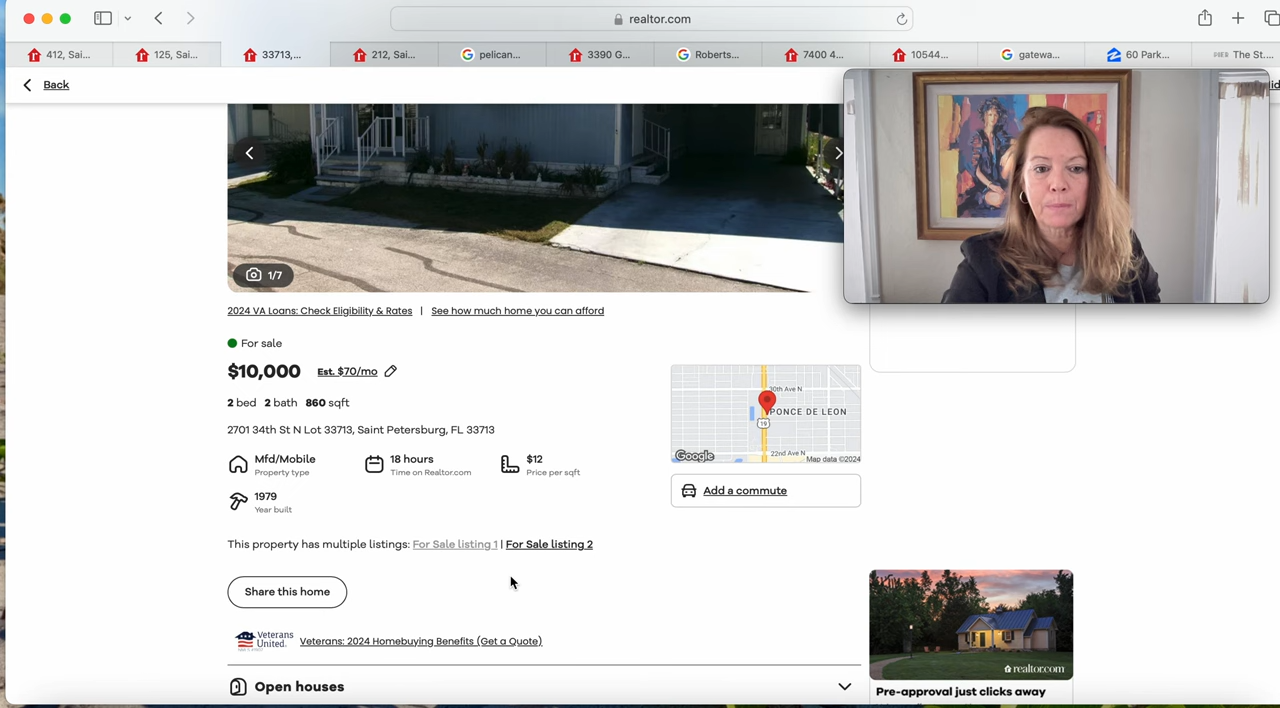 realtor.com
412, Sai...
125, Sai...
33713,...
212, Sai...
pelican...
3390 G...
Roberts...
7400 4...
10544...
gatewa...
60 Park...
PIER The St....
Back
1/7
2024 VA Loans: Check Eligibility & Rates | See how much home you can afford
For sale
$10,000 Est. $70/mo
2 bed 2 bath 860 sqft
2701 34th St N Lot 33713, Saint Petersburg, FL 33713
Mfd/Mobile
Property type
18 hours
Time on Realtor.com
$12
Price per sqft
1979
Year built
30th Ave N
PONCE DE LEON
19
22nd Ave N
Google
Map data ©2024
Add a commute
This property has multiple listings: For Sale listing 1 | For Sale listing 2
Share this home
Veterans
United.
Veterans: 2024 Homebuying Benefits (Get a Quote)
Open houses
realtor.com
Pre-approval just clicks away